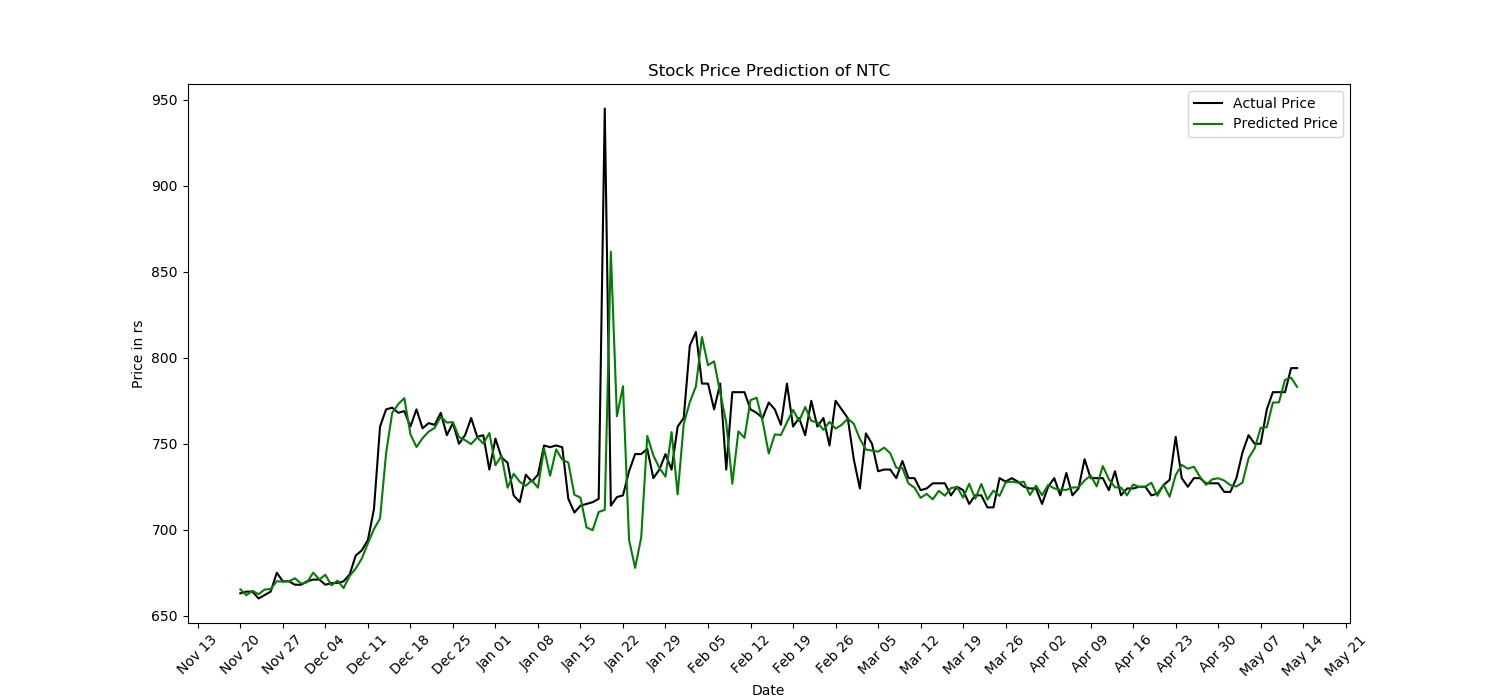 Stock Price Prediction of NTC
Actual Price
Predicted Price
Price in rs
950
900
850
800
750
700
650
Nov 13
Nov 20
Nov 27
Dec 04
Dec 11
Dec 18
Dec 25
Jan 01
Jan 08
Jan 15
Jan 22
Jan 29
Feb 05
Feb 12
Feb 19
Feb 26
Mar 05
Mar 12
Mar 19
Mar 26
Apr 02
Apr 09
Apr 16
Apr 23
Apr 30
May 07
May 14
May 21
Date